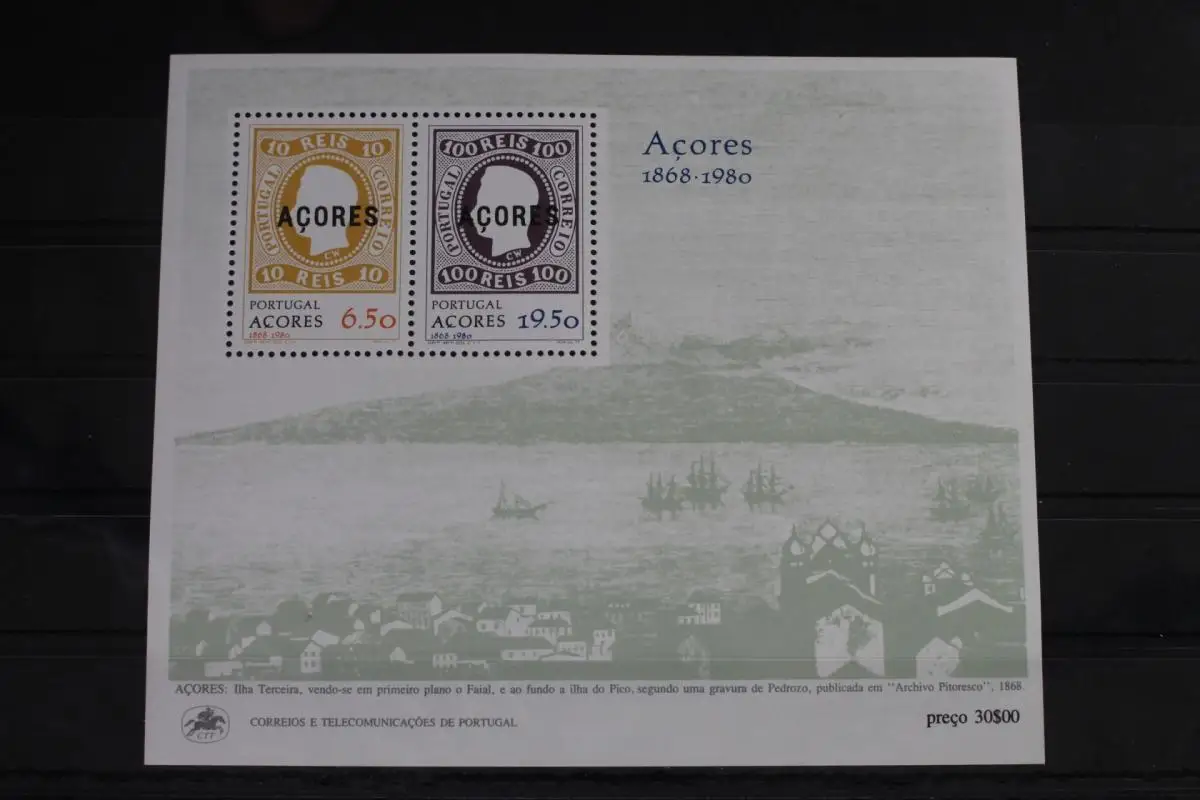 10 REIS 10
PORTUGAL
CORREIO
AÇORES
CW
10 REIS 10
PORTUGAL
AÇORES 6.50
1868·1980
100 REIS 100
PORTUGAL
CORREIO
AÇORES
CW
100 REIS 100
PORTUGAL
AÇORES 19.50
1868·1980
Açores
1868·1980
AÇORES: Ilha Terceira, vendo-se em primeiro plano o Faial, e ao fundo a ilha do Pico, segundo uma gravura de Pedrozo, publicada em "Archivo Pitoresco", 1868.
CTT
CORREIOS E TELECOMUNICAÇÕES DE PORTUGAL
preço 30$00